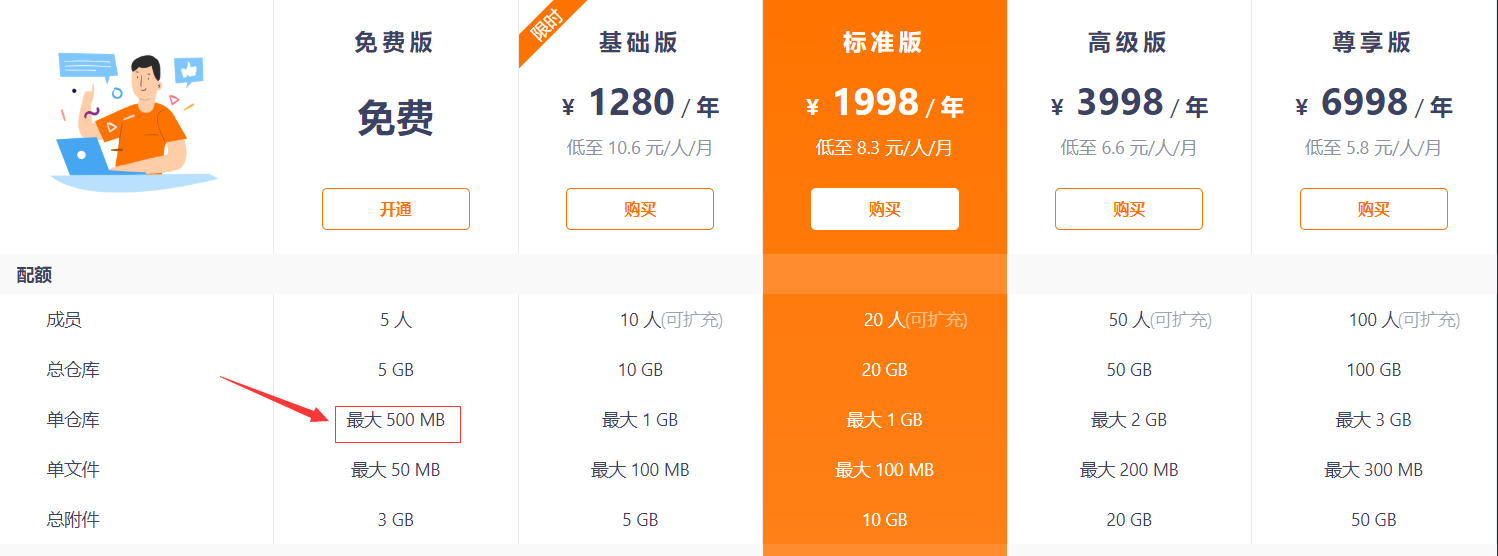 免费版 基础版 标准版 高级版 尊享版
限时
免费 ¥ 1280 / 年 ¥ 1998 / 年 ¥ 3998 / 年 ¥ 6998 / 年
低至 10.6 元/人/月 低至 8.3 元/人/月 低至 6.6 元/人/月 低至 5.8 元/人/月
开通 购买 购买 购买 购买
配额
成员 5 人 10 人(可扩充) 20 人(可扩充) 50 人(可扩充) 100 人(可扩充)
总仓库 5 GB 10 GB 20 GB 50 GB 100 GB
单仓库 最大 500 MB 最大 1 GB 最大 1 GB 最大 2 GB 最大 3 GB
单文件 最大 50 MB 最大 100 MB 最大 100 MB 最大 200 MB 最大 300 MB
总附件 3 GB 5 GB 10 GB 20 GB 50 GB